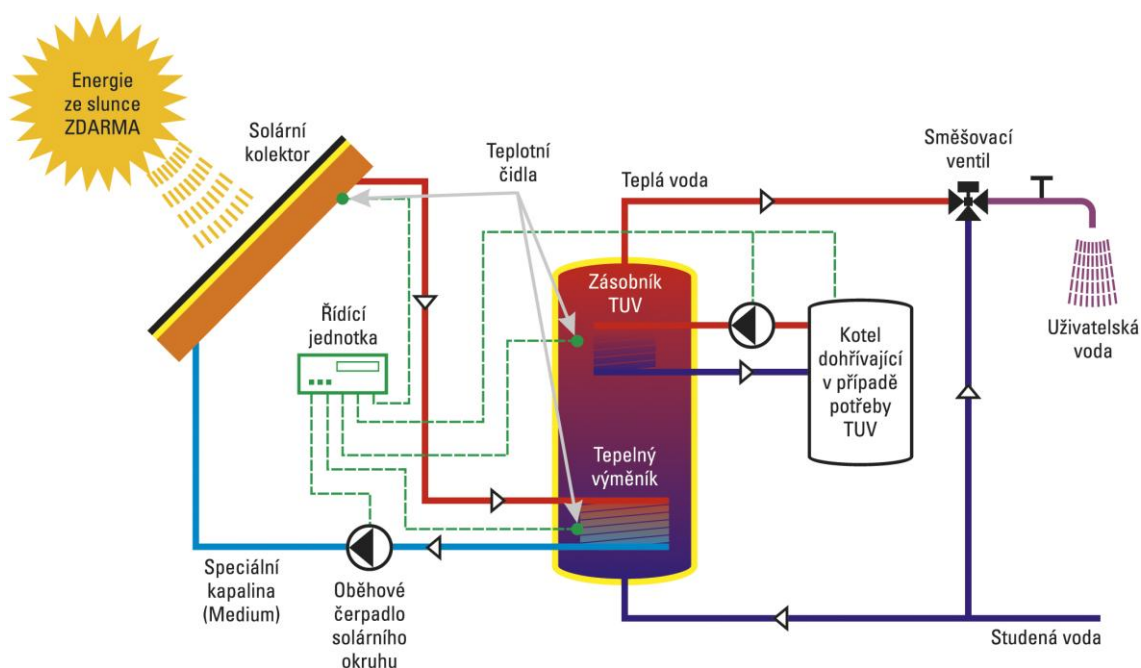 Energie
ze slunce
ZDARMA
Solární
kolektor
Teplotní
čidla
Teplá voda
Směšovací
ventil
Zásobník
TUV
Řídící
jednotka
Uživatelská
voda
Kotel
dohřívající
v případě
potřeby
TUV
Tepelný
výměník
Speciální
kapalina
(Medium)
Oběhové
čerpadlo
solárního
okruhu
Studená voda